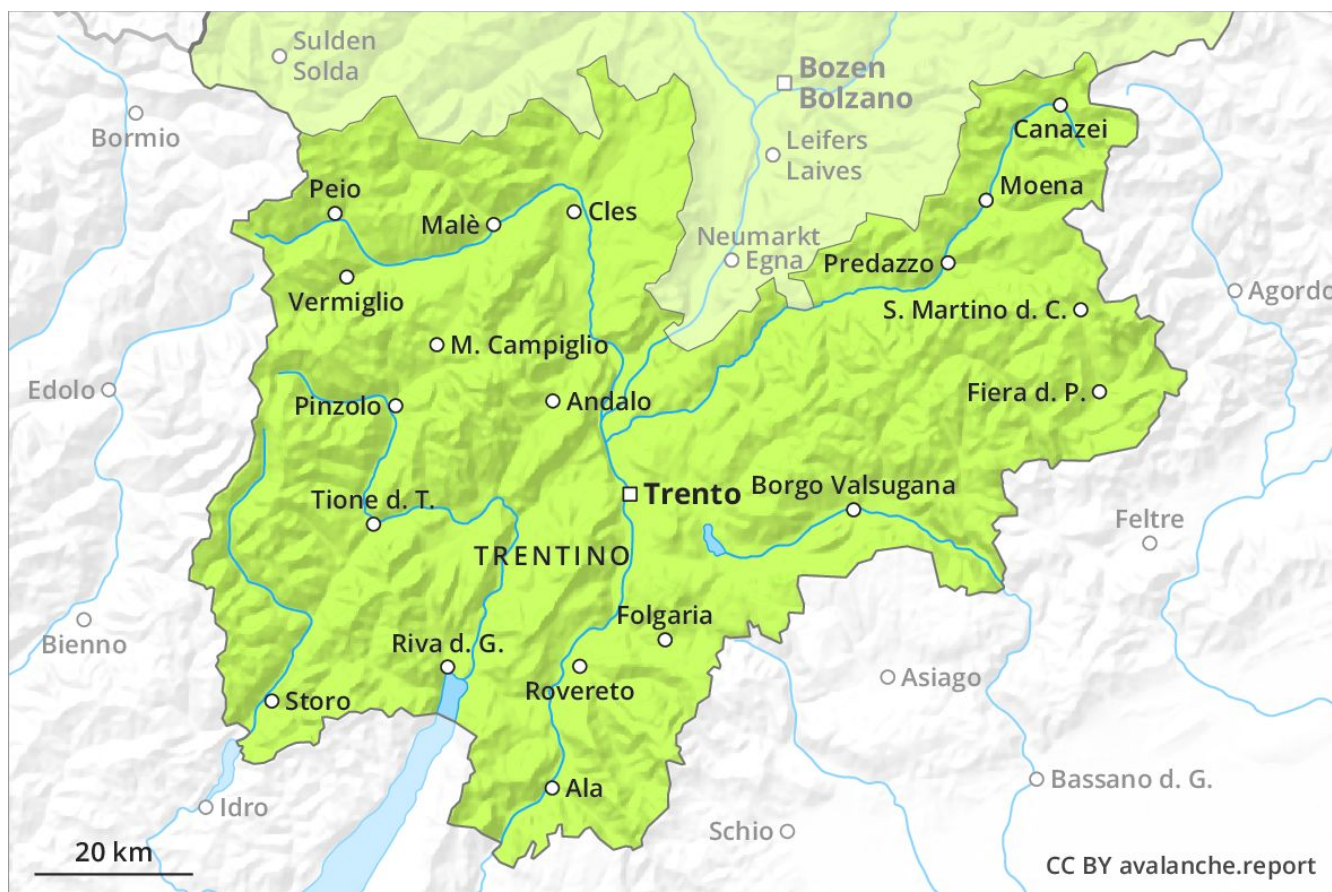 Sulden
Solda
Bozen
Bolzano
Bormio
Canazei
Leifers
Laives
Peio
Moena
Malè
Cles
Neumarkt
Egna
Predazzo
Vermiglio
Agordo
S. Martino d. C.
M. Campiglio
Edolo
Pinzolo
Andalo
Fiera d. P.
Tione d. T.
Trento
Borgo Valsugana
Feltre
TRENTINO
Bienno
Folgaria
Riva d. G.
Asiago
Rovereto
Storo
Ala
Bassano d. G.
Idro
Schio
20 km
CC BY avalanche.report